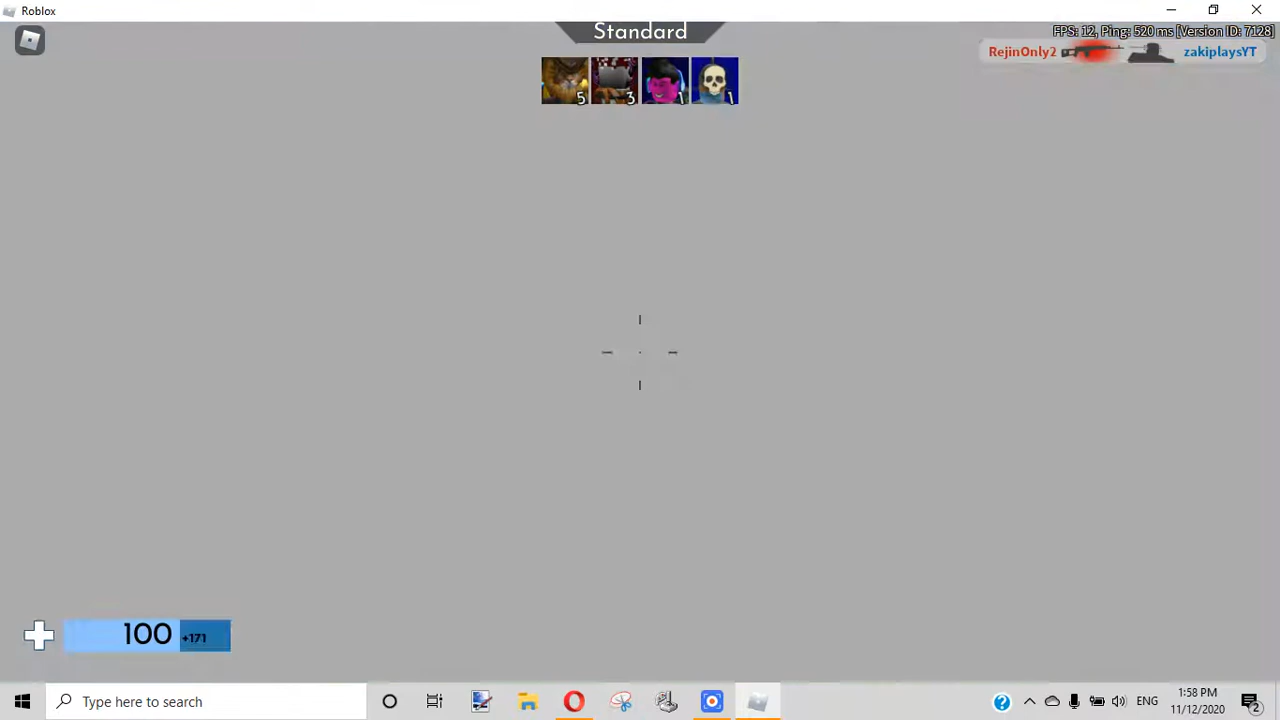 Roblox
Standard
FPS: 12, Ping: 520 ms [Version ID: 7128]
RejinOnly2 zakiplaysYT
5 3 1 1
100 +171
Type here to search
ENG
1:58 PM
11/12/2020
2